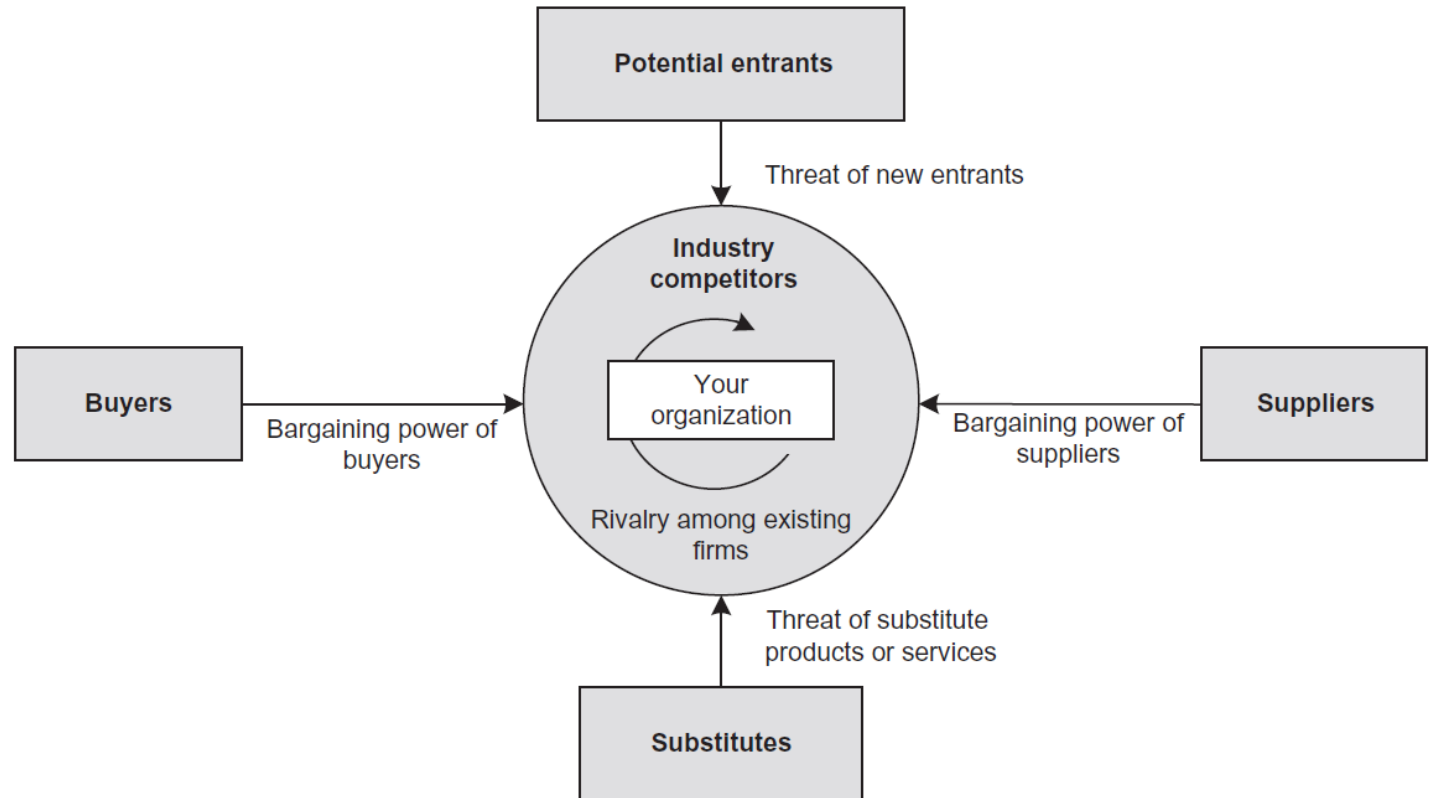 Potential entrants
Threat of new entrants
Industry
competitors
Your
organization
Rivalry among existing
firms
Buyers
Bargaining power of
buyers
Suppliers
Bargaining power of
suppliers
Threat of substitute
products or services
Substitutes